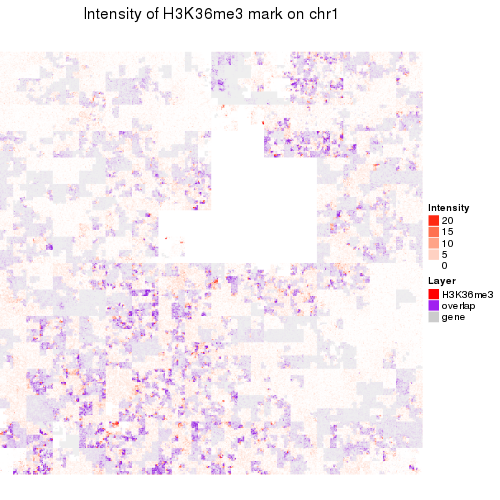 Intensity of H3K36me3 mark on chr1
Intensity
20
15
10
5
0
Layer
H3K36me3
overlap
gene